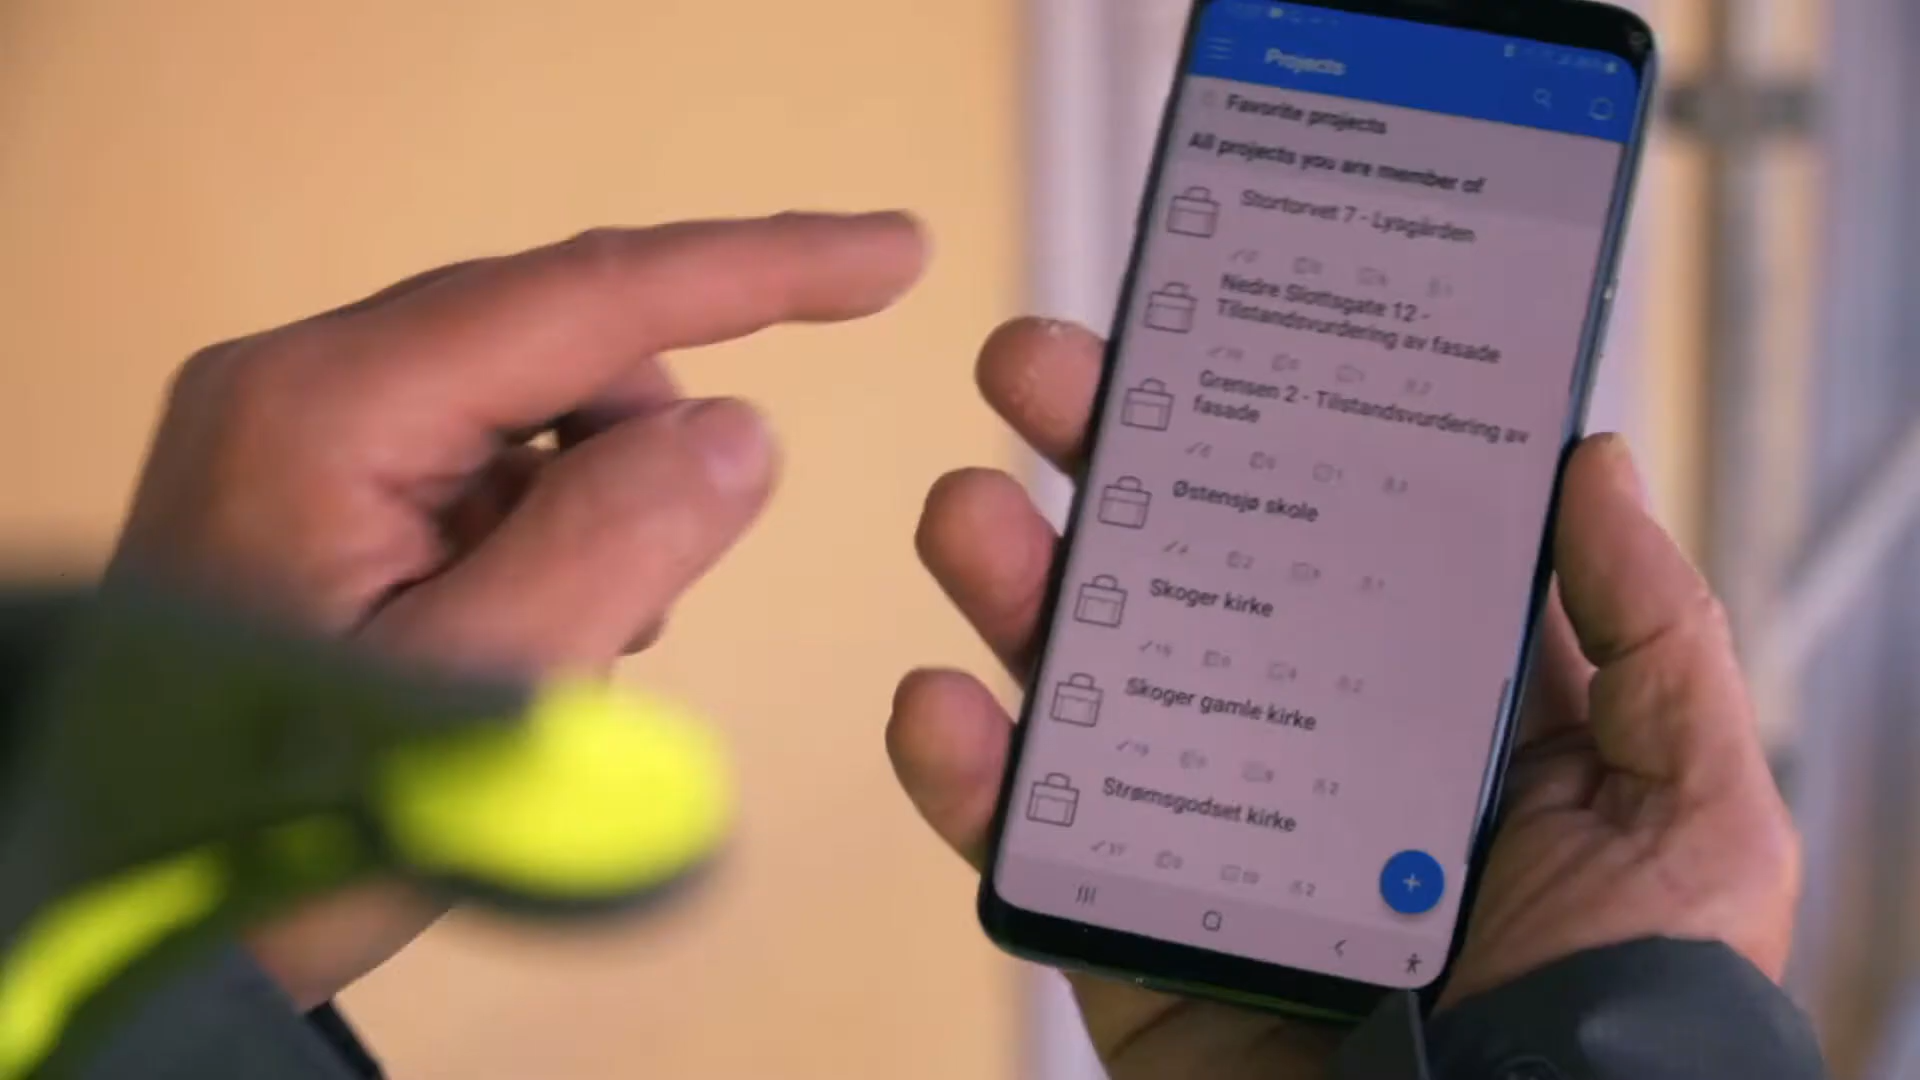 Projects
Favorite projects
All projects you are member of
Stortorvet 7 - Lysgården
Nedre Slottsgate 12 -
Tilstandsvurdering av fasade
Grensen 2 - Tilstandsvurdering av
fasade
Østensjø skole
Skoger kirke
Skoger gamle kirke
Strømsgodset kirke